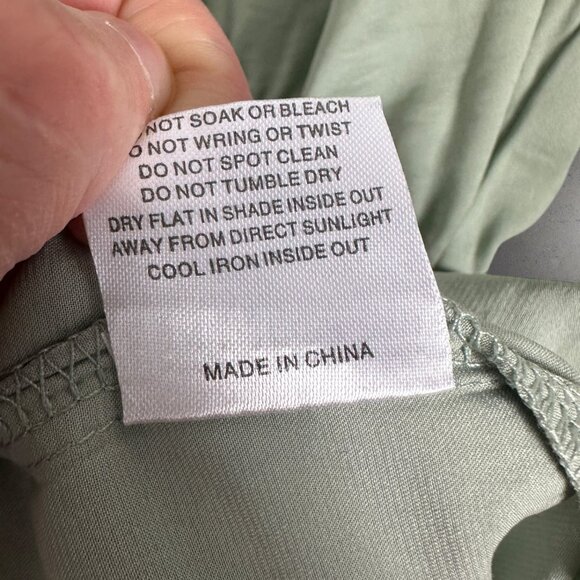 NOT SOAK OR BLEACH
DO NOT WRING OR TWIST
DO NOT SPOT CLEAN
DO NOT TUMBLE DRY
DRY FLAT IN SHADE INSIDE OUT
AWAY FROM DIRECT SUNLIGHT
COOL IRON INSIDE OUT
MADE IN CHINA